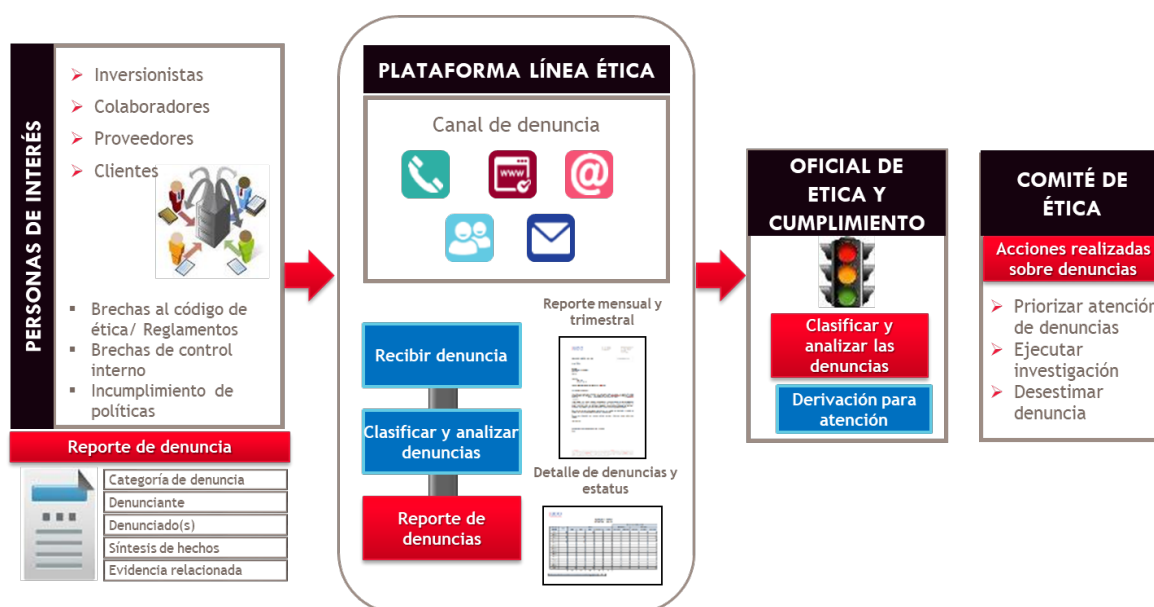 PERSONAS DE INTERÉS
Inversionistas
Colaboradores
Proveedores
Clientes
Brechas al código de
ética/ Reglamentos
Brechas de control
interno
Incumplimiento de
políticas
Reporte de denuncia
Categoría de denuncia
Denunciante
Denunciado(s)
Síntesis de hechos
Evidencia relacionada
PLATAFORMA LÍNEA ÉTICA
Canal de denuncia
www
@
Recibir denuncia
Clasificar y analizar
denuncias
Reporte de
denuncias
Reporte mensual y
trimestral
Detalle de denuncias y
estatus
OFICIAL DE
ETICA Y
CUMPLIMIENTO
Clasificar y
analizar las
denuncias
Derivación para
atención
COMITÉ DE
ÉTICA
Acciones realizadas
sobre denuncias
Priorizar atención
de denuncias
Ejecutar
investigación
Desestimar
denuncia